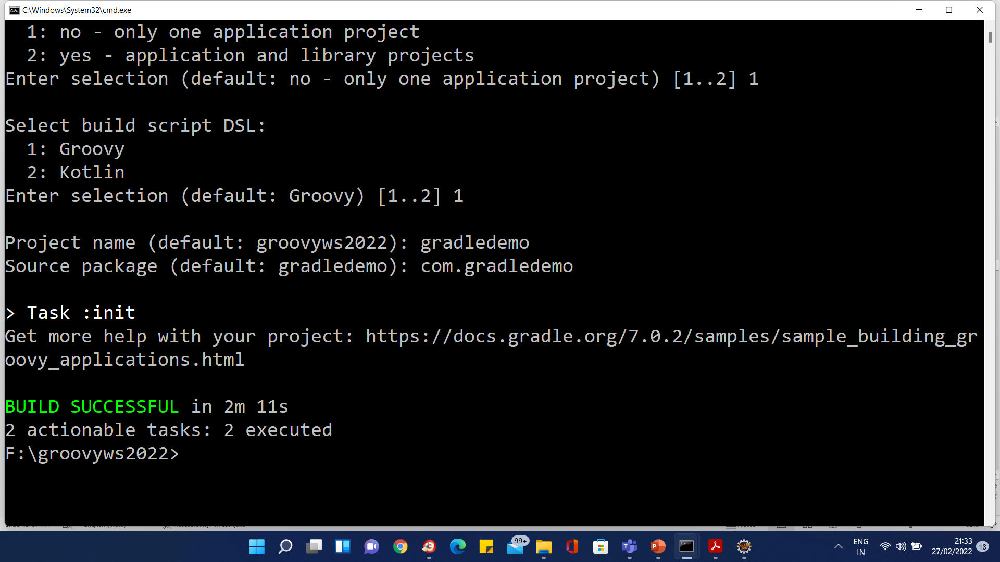 C:\Windows\System32\cmd.exe
1: no - only one application project
2: yes - application and library projects
Enter selection (default: no - only one application project) [1..2] 1
Select build script DSL:
1: Groovy
2: Kotlin
Enter selection (default: Groovy) [1..2] 1
Project name (default: groovyws2022): gradledemo
Source package (default: gradledemo): com.gradledemo
> Task :init
Get more help with your project: https://docs.gradle.org/7.0.2/samples/sample_building_gr
oovy_applications.html
BUILD SUCCESSFUL in 2m 11s
2 actionable tasks: 2 executed
F:\groovyws2022>
99+
ENG
IN
21:33
27/02/2022
18